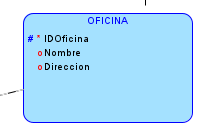 OFICINA
# * IDOficina
o Nombre
o Direccion